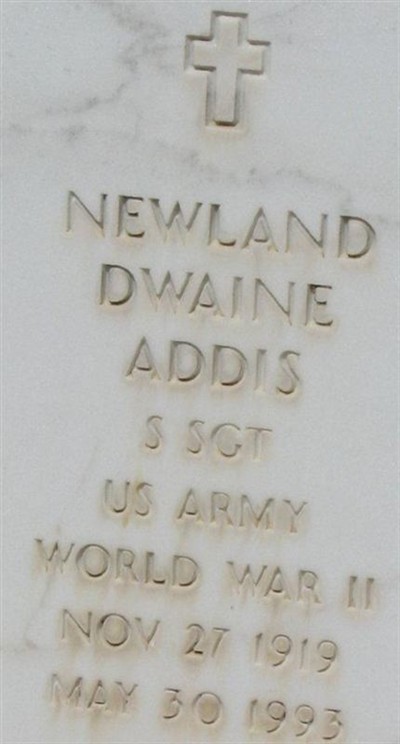 NEWLAND
DWAINE
ADDIS
S SGT
US ARMY
WORLD WAR II
NOV 27 1919
MAY 30 1993